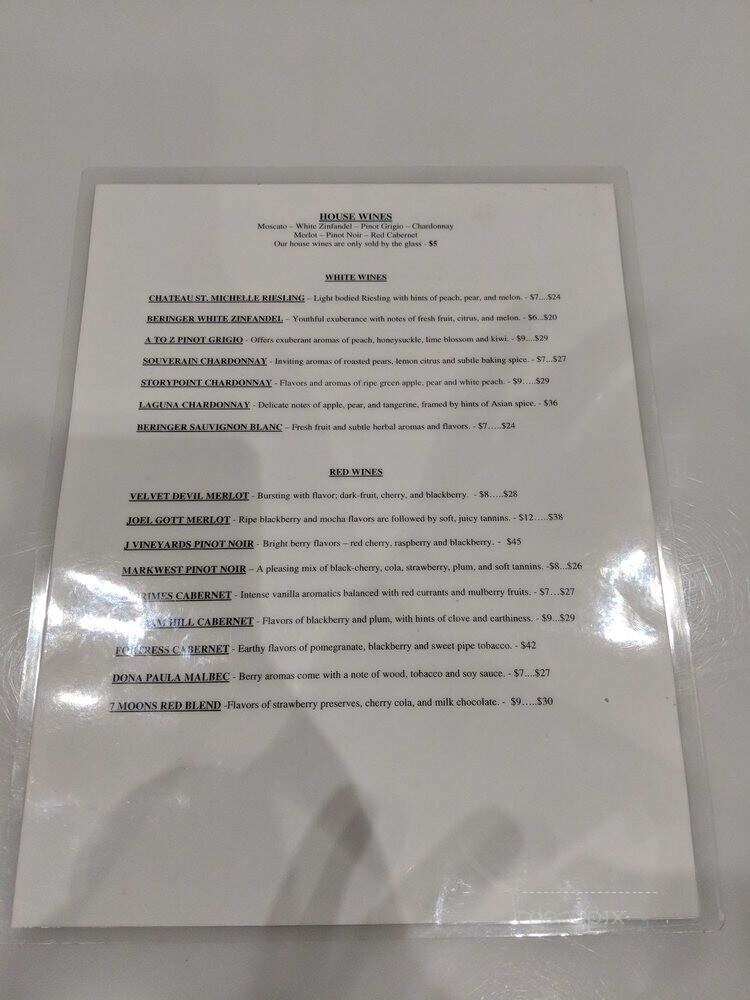 HOUSE WINES
Moscato – White Zinfandel – Pinot Grigio – Chardonnay
Merlot – Pinot Noir – Red Cabernet
Our house wines are only sold by the glass - $5
WHITE WINES
CHATEAU ST. MICHELLE RIESLING – Light bodied Riesling with hints of peach, pear, and melon. - $7....$24
BERINGER WHITE ZINFANDEL – Youthful exuberance with notes of fresh fruit, citrus, and melon. - $6...$20
A TO Z PINOT GRIGIO - Offers exuberant aromas of peach, honeysuckle, lime blossom and kiwi. - $9....$29
SOUVERAIN CHARDONNAY - Inviting aromas of roasted pears, lemon citrus and subtle baking spice. - $7...$27
STORYPOINT CHARDONNAY - Flavors and aromas of ripe green apple, pear and white peach. - $9.....$29
LAGUNA CHARDONNAY - Delicate notes of apple, pear, and tangerine, framed by hints of Asian spice. - $36
BERINGER SAUVIGNON BLANC – Fresh fruit and subtle herbal aromas and flavors. - $7.....$24
RED WINES
VELVET DEVIL MERLOT - Bursting with flavor; dark-fruit, cherry, and blackberry. - $8.....$28
JOEL GOTT MERLOT - Ripe blackberry and mocha flavors are followed by soft, juicy tannins. - $12.....$38
J VINEYARDS PINOT NOIR - Bright berry flavors – red cherry, raspberry and blackberry. - $45
MARKWEST PINOT NOIR – A pleasing mix of black-cherry, cola, strawberry, plum, and soft tannins. -$8...$26
CABERNET - Intense vanilla aromatics balanced with red currants and mulberry fruits. - $7...$27
HILL CABERNET - Flavors of blackberry and plum, with hints of clove and earthiness. - $9...$29
FORTRESS CABERNET - Earthy flavors of pomegranate, blackberry and sweet pipe tobacco. - $42
DONA PAULA MALBEC - Berry aromas come with a note of wood, tobacco and soy sauce. - $7....$27
7 MOONS RED BLEND -Flavors of strawberry preserves, cherry cola, and milk chocolate. - $9.....$30